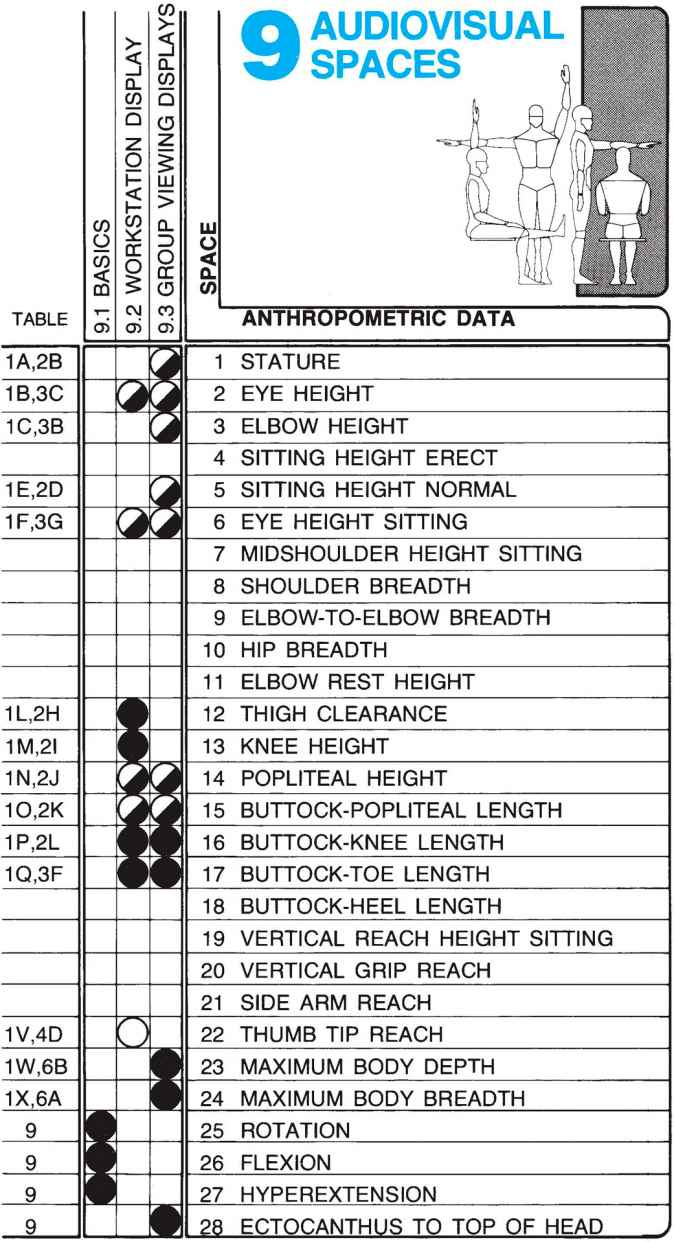 9 AUDIOVISUAL
SPACES
TABLE
9.1 BASICS
9.2 WORKSTATION DISPLAY
9.3 GROUP VIEWING DISPLAYS
SPACE
ANTHROPOMETRIC DATA
1A,2B 1 STATURE
1B,3C 2 EYE HEIGHT
1C,3B 3 ELBOW HEIGHT
4 SITTING HEIGHT ERECT
1E,2D 5 SITTING HEIGHT NORMAL
1F,3G 6 EYE HEIGHT SITTING
7 MIDSHOULDER HEIGHT SITTING
8 SHOULDER BREADTH
9 ELBOW-TO-ELBOW BREADTH
10 HIP BREADTH
11 ELBOW REST HEIGHT
1L,2H 12 THIGH CLEARANCE
1M,2I 13 KNEE HEIGHT
1N,2J 14 POPLITEAL HEIGHT
1O,2K 15 BUTTOCK-POPLITEAL LENGTH
1P,2L 16 BUTTOCK-KNEE LENGTH
1Q,3F 17 BUTTOCK-TOE LENGTH
18 BUTTOCK-HEEL LENGTH
19 VERTICAL REACH HEIGHT SITTING
20 VERTICAL GRIP REACH
21 SIDE ARM REACH
1V,4D 22 THUMB TIP REACH
1W,6B 23 MAXIMUM BODY DEPTH
1X,6A 24 MAXIMUM BODY BREADTH
9 25 ROTATION
9 26 FLEXION
9 27 HYPEREXTENSION
9 28 ECTOCANTHUS TO TOP OF HEAD